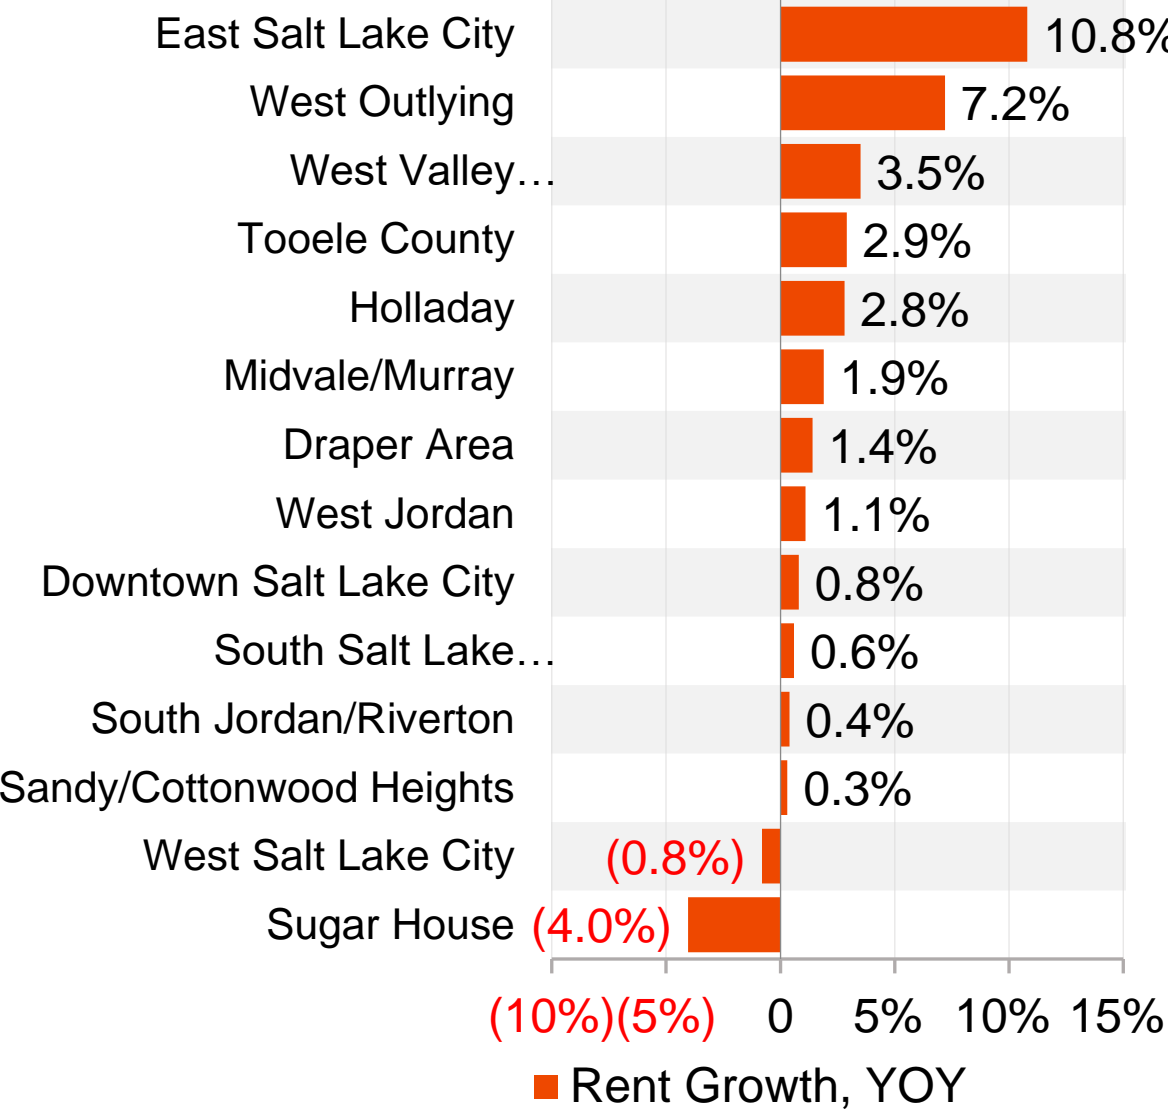 East Salt Lake City 10.8%
West Outlying 7.2%
West Valley… 3.5%
Tooele County 2.9%
Holladay 2.8%
Midvale/Murray 1.9%
Draper Area 1.4%
West Jordan 1.1%
Downtown Salt Lake City 0.8%
South Salt Lake… 0.6%
South Jordan/Riverton 0.4%
Sandy/Cottonwood Heights 0.3%
West Salt Lake City (0.8%)
Sugar House (4.0%)
(10%) (5%) 0 5% 10% 15%
Rent Growth, YOY